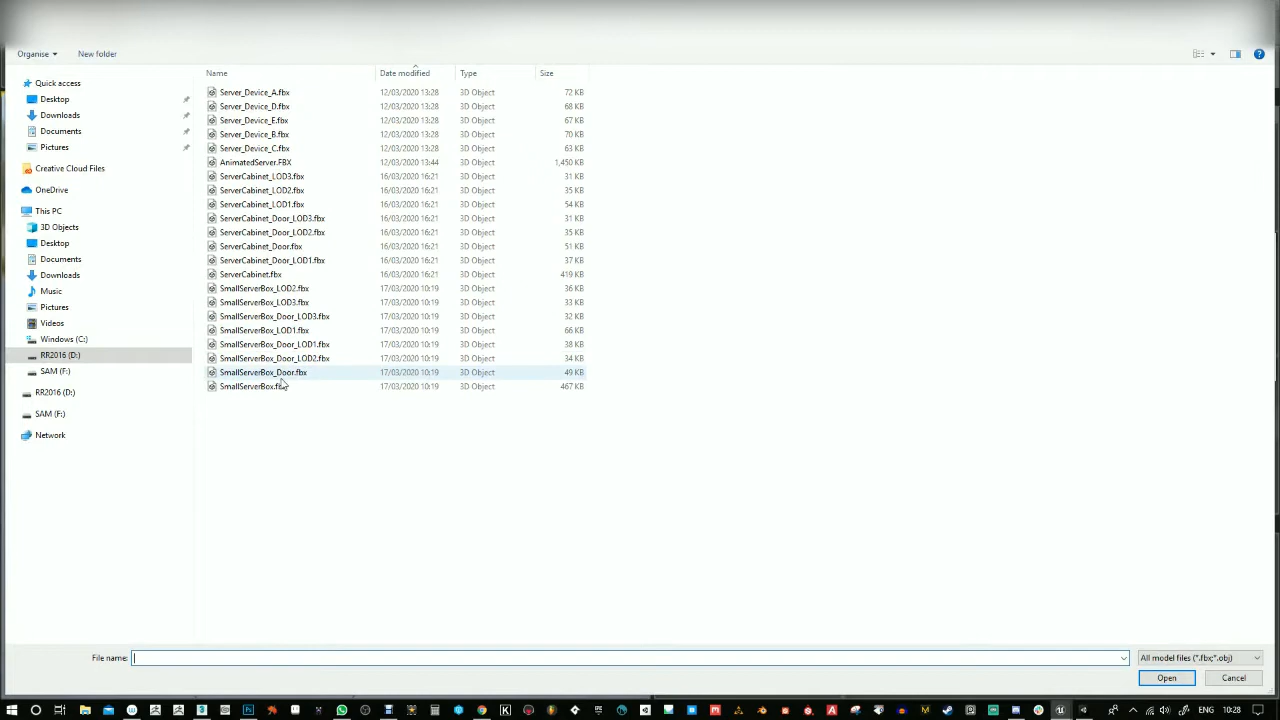 Organise New folder
Name Date modified Type Size
Quick access
Desktop
Downloads
Documents
Pictures
Creative Cloud Files
OneDrive
This PC
3D Objects
Desktop
Documents
Downloads
Music
Pictures
Videos
Windows (C:)
RR2016 (D:)
SAM (F:)
RR2016 (D:)
SAM (F:)
Network
Server_Device_A.fbx 12/03/2020 13:28 3D Object 72 KB
Server_Device_D.fbx 12/03/2020 13:28 3D Object 68 KB
Server_Device_E.fbx 12/03/2020 13:28 3D Object 67 KB
Server_Device_B.fbx 12/03/2020 13:28 3D Object 70 KB
Server_Device_C.fbx 12/03/2020 13:28 3D Object 63 KB
AnimatedServer.FBX 12/03/2020 13:44 3D Object 1,450 KB
ServerCabinet_LOD3.fbx 16/03/2020 16:21 3D Object 31 KB
ServerCabinet_LOD2.fbx 16/03/2020 16:21 3D Object 35 KB
ServerCabinet_LOD1.fbx 16/03/2020 16:21 3D Object 54 KB
ServerCabinet_Door_LOD3.fbx 16/03/2020 16:21 3D Object 31 KB
ServerCabinet_Door_LOD2.fbx 16/03/2020 16:21 3D Object 35 KB
ServerCabinet_Door.fbx 16/03/2020 16:21 3D Object 51 KB
ServerCabinet_Door_LOD1.fbx 16/03/2020 16:21 3D Object 37 KB
ServerCabinet.fbx 16/03/2020 16:21 3D Object 419 KB
SmallServerBox_LOD2.fbx 17/03/2020 10:19 3D Object 36 KB
SmallServerBox_LOD3.fbx 17/03/2020 10:19 3D Object 33 KB
SmallServerBox_Door_LOD3.fbx 17/03/2020 10:19 3D Object 32 KB
SmallServerBox_LOD1.fbx 17/03/2020 10:19 3D Object 66 KB
SmallServerBox_Door_LOD1.fbx 17/03/2020 10:19 3D Object 38 KB
SmallServerBox_Door_LOD2.fbx 17/03/2020 10:19 3D Object 34 KB
SmallServerBox_Door.fbx 17/03/2020 10:19 3D Object 49 KB
SmallServerBox.fbx 17/03/2020 10:19 3D Object 467 KB
File name: All model files (*.fbx;*.obj)
Open Cancel
ENG 10:28